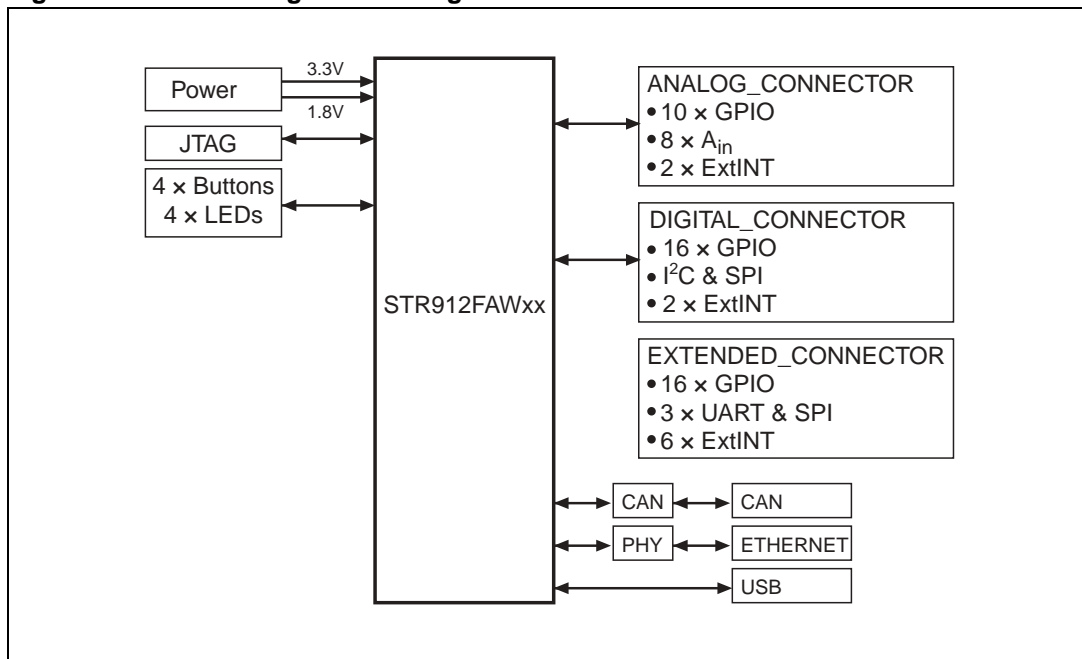 3.3V
Power
1.8V
JTAG
4 × Buttons
4 × LEDs
STR912FAWxx
ANALOG_CONNECTOR
• 10 × GPIO
• 8 × Ain
• 2 × ExtINT
DIGITAL_CONNECTOR
• 16 × GPIO
• I²C & SPI
• 2 × ExtINT
EXTENDED_CONNECTOR
• 16 × GPIO
• 3 × UART & SPI
• 6 × ExtINT
CAN CAN
PHY ETHERNET
USB